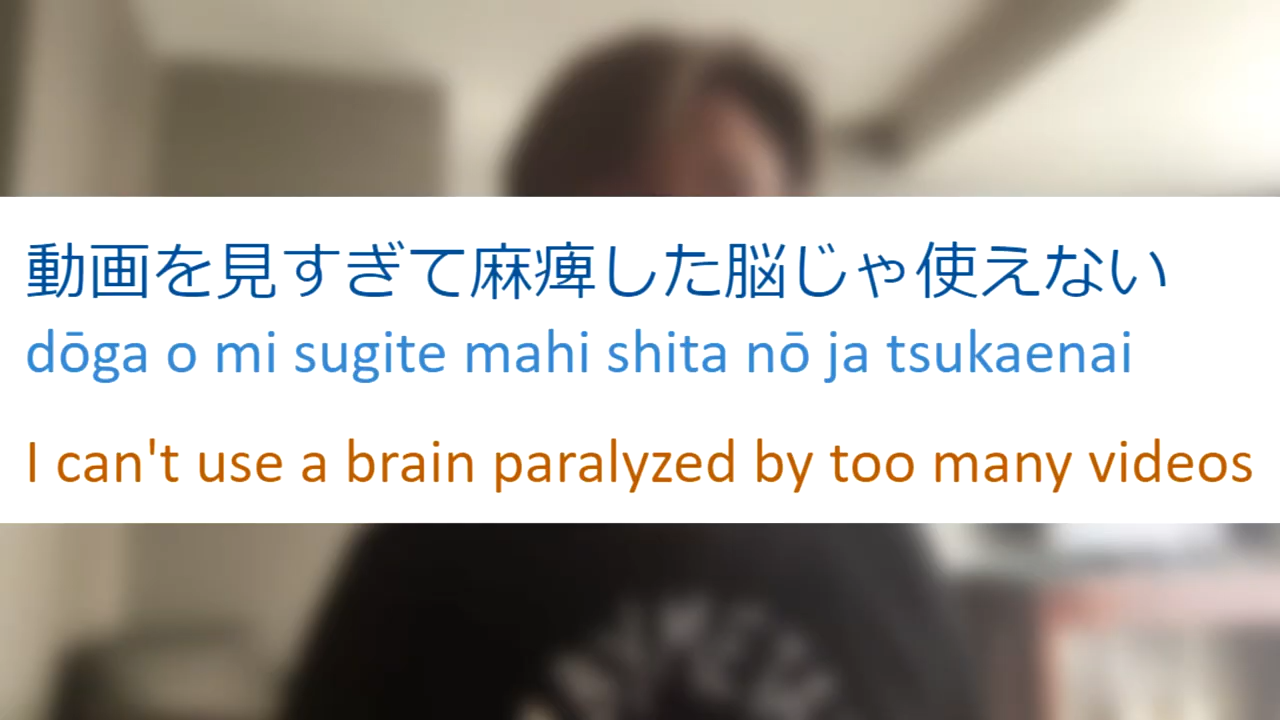 動画を見すぎて麻痺した脳じゃ使えない
dōga o mi sugite mahi shita nō ja tsukaenai
I can't use a brain paralyzed by too many videos